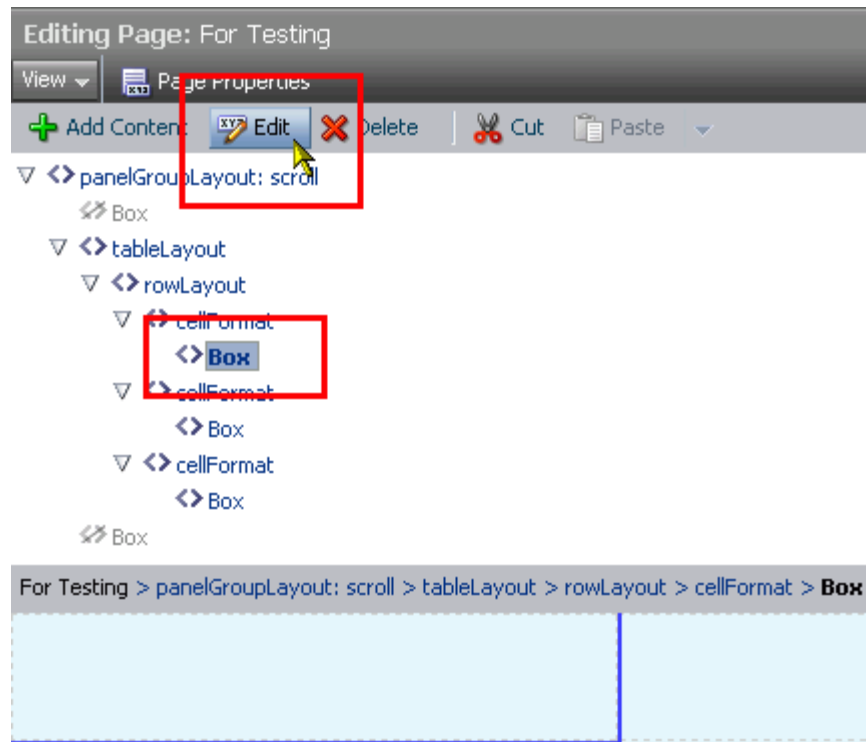 Editing Page: For Testing
View Page Properties
Add Content Edit Delete Cut Paste
<> panelGroupLayout: scroll
Box
<> tableLayout
<> rowLayout
<> cellFormat
<> Box
<> cellFormat
<> Box
<> cellFormat
<> Box
Box
For Testing > panelGroupLayout: scroll > tableLayout > rowLayout > cellFormat > Box